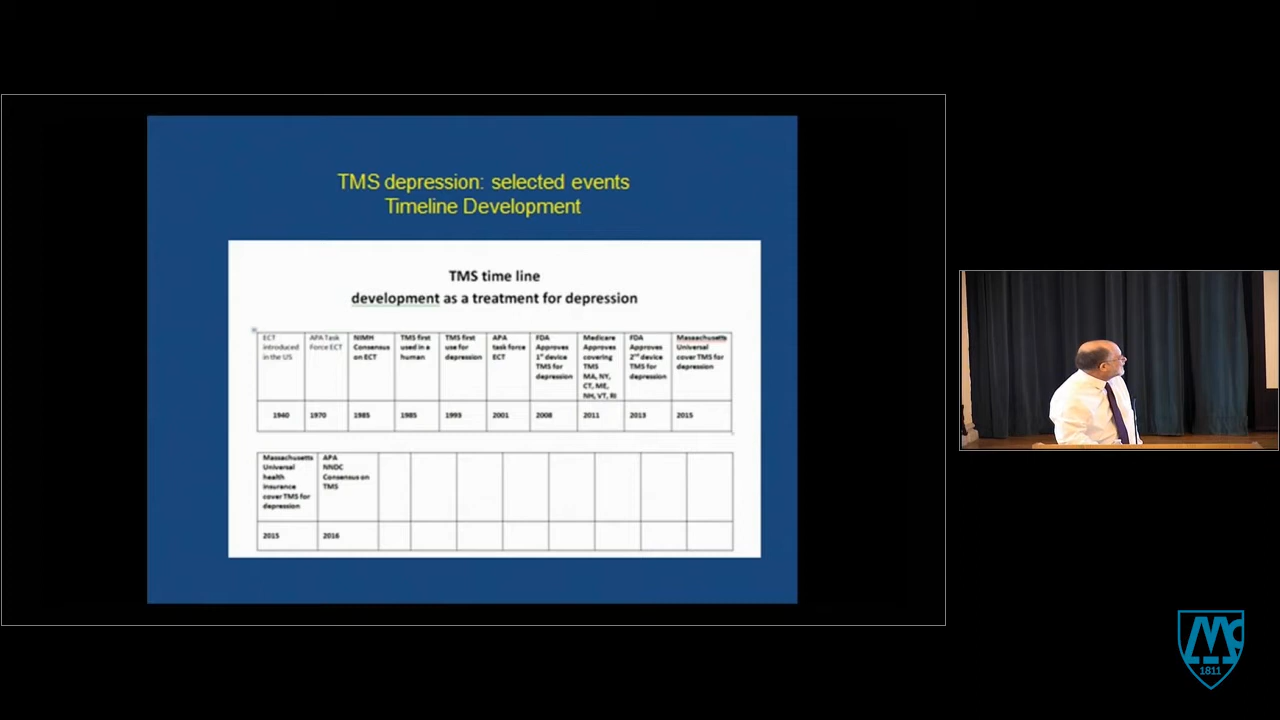 TMS depression: selected events
Timeline Development
TMS time line
development as a treatment for depression
ECT
introduced
in the US
APA Task
Force ECT
NIMH
Consensus
on ECT
TMS first
used in a
human
TMS first
use for
depression
APA
task force
ECT
FDA
Approves
1st device
TMS for
depression
Medicare
Approves
covering
TMS
MA, NY,
CT, ME,
NH, VT, RI
FDA
Approves
2nd device
TMS for
depression
Massachusetts
Universal
cover TMS for
depression
1940
1970
1985
1985
1993
2001
2008
2011
2013
2015
Massachusetts
Universal
health
insurance
cover TMS for
depression
APA
NNDC
Consensus on
TMS
2015
2016
Mc
1811